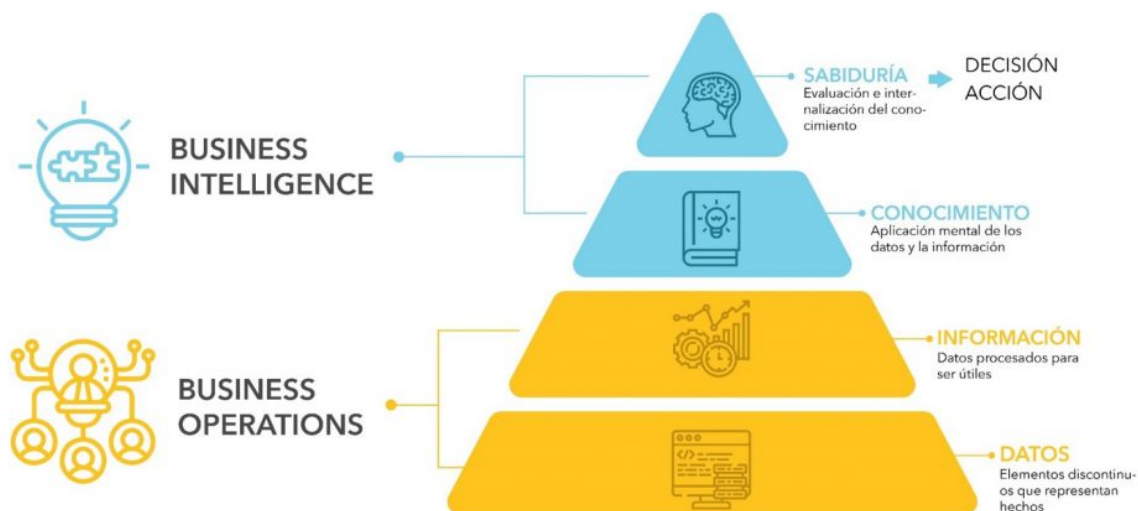 SABIDURÍA
Evaluación e inter-
nalización del cono-
cimiento
DECISIÓN
ACCIÓN
BUSINESS
INTELLIGENCE
CONOCIMIENTO
Aplicación mental de los
datos y la información
INFORMACIÓN
Datos procesados para
ser útiles
BUSINESS
OPERATIONS
DATOS
Elementos discontinu-
os que representan
hechos